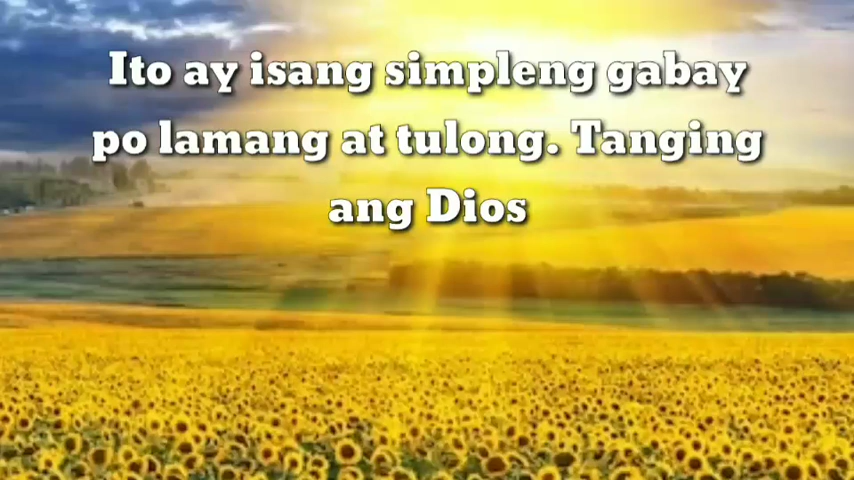 Ito ay isang simpleng gabay
po lamang at tulong. Tanging
ang Dios